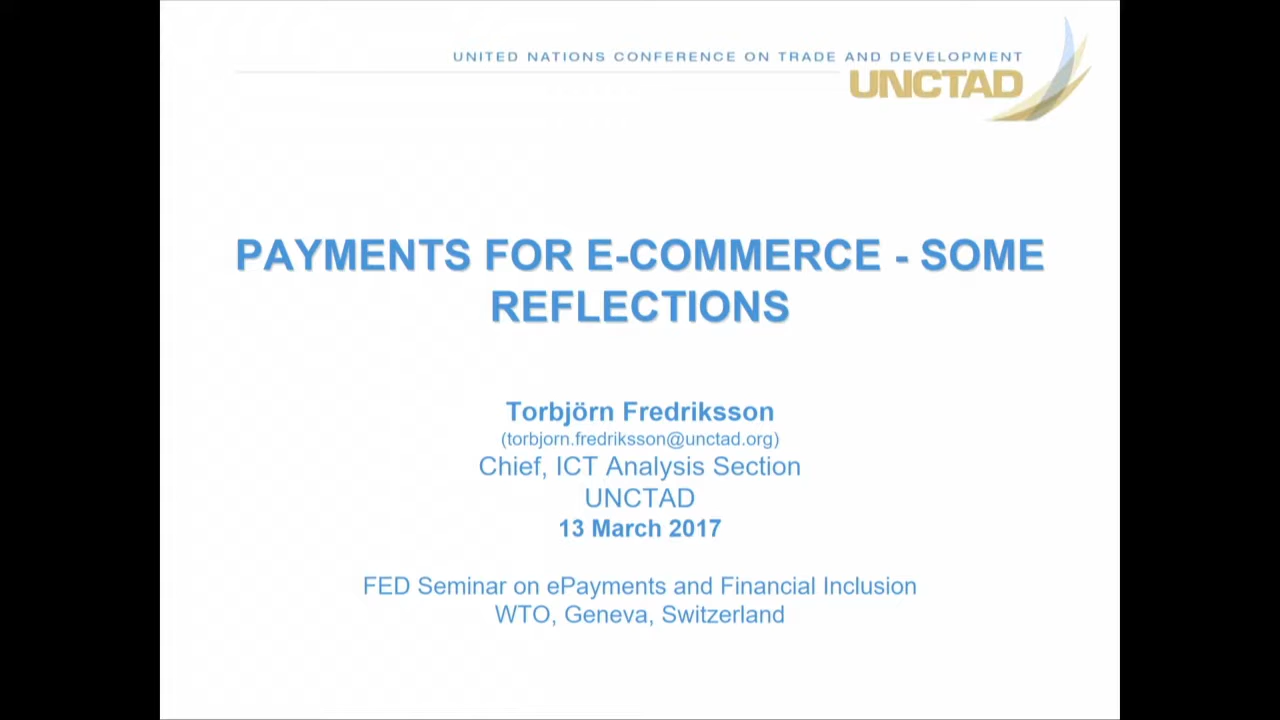 UNITED NATIONS CONFERENCE ON TRADE AND DEVELOPMENT
UNCTAD
PAYMENTS FOR E-COMMERCE - SOME
REFLECTIONS
Torbjörn Fredriksson
(torbjorn.fredriksson@unctad.org)
Chief, ICT Analysis Section
UNCTAD
13 March 2017
FED Seminar on ePayments and Financial Inclusion
WTO, Geneva, Switzerland